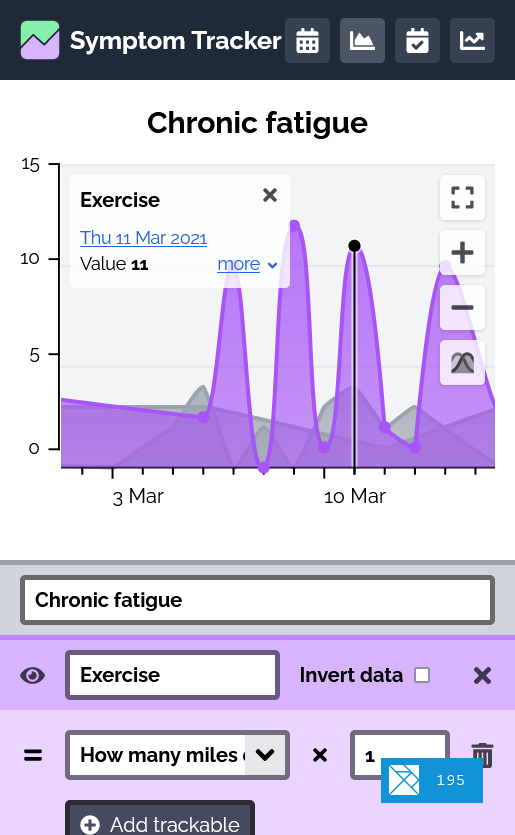 Symptom Tracker
Chronic fatigue
15
10
5
0
Exercise
Thu 11 Mar 2021
Value 11
more
3 Mar
10 Mar
Chronic fatigue
Exercise
Invert data
How many miles
1
195
Add trackable